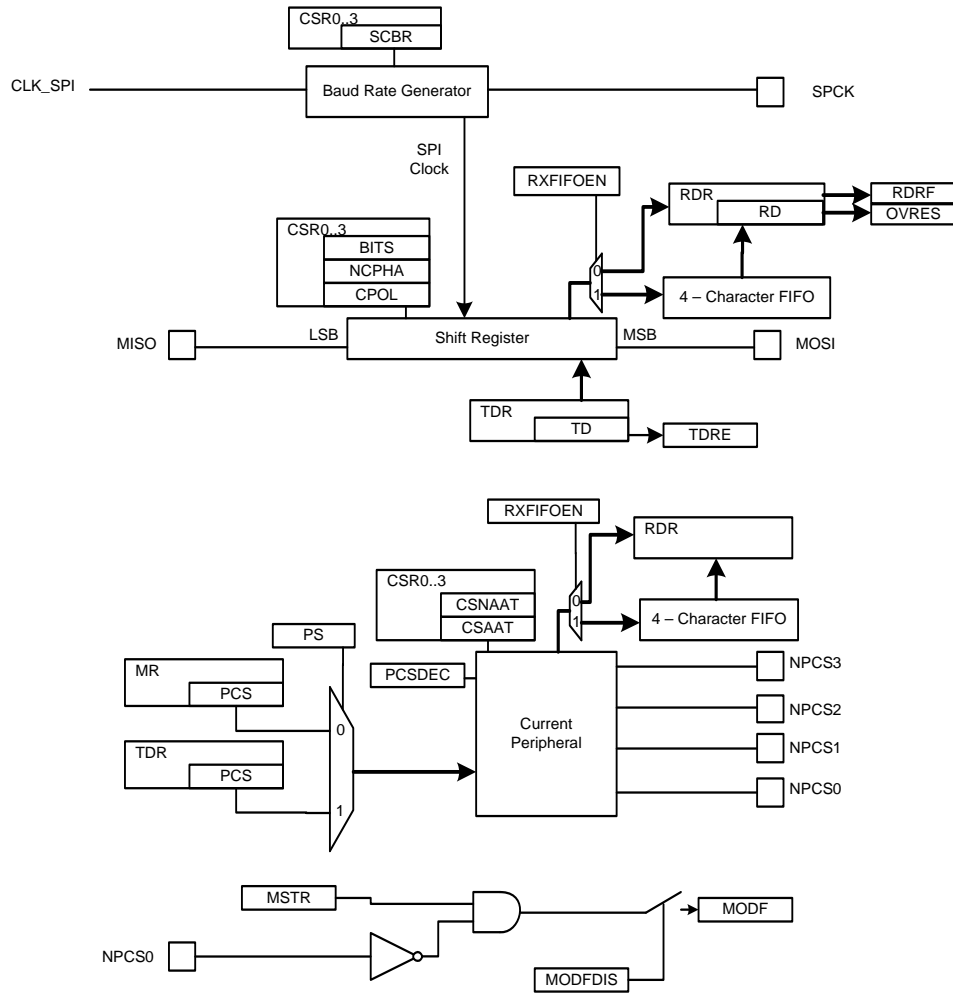 CSR0..3
SCBR
CLK_SPI
Baud Rate Generator
SPCK
SPI
Clock
RXFIFOEN
RDR
RD
RDRF
OVRES
CSR0..3
BITS
NCPHA
CPOL
0
1
4 – Character FIFO
MISO
LSB
Shift Register
MSB
MOSI
TDR
TD
TDRE
RXFIFOEN
RDR
CSR0..3
CSNAAT
CSAAT
0
1
4 – Character FIFO
PS
MR
PCS
PCSDEC
NPCS3
0
Current
Peripheral
NPCS2
TDR
PCS
NPCS1
1
NPCS0
MSTR
MODF
NPCS0
MODFDIS